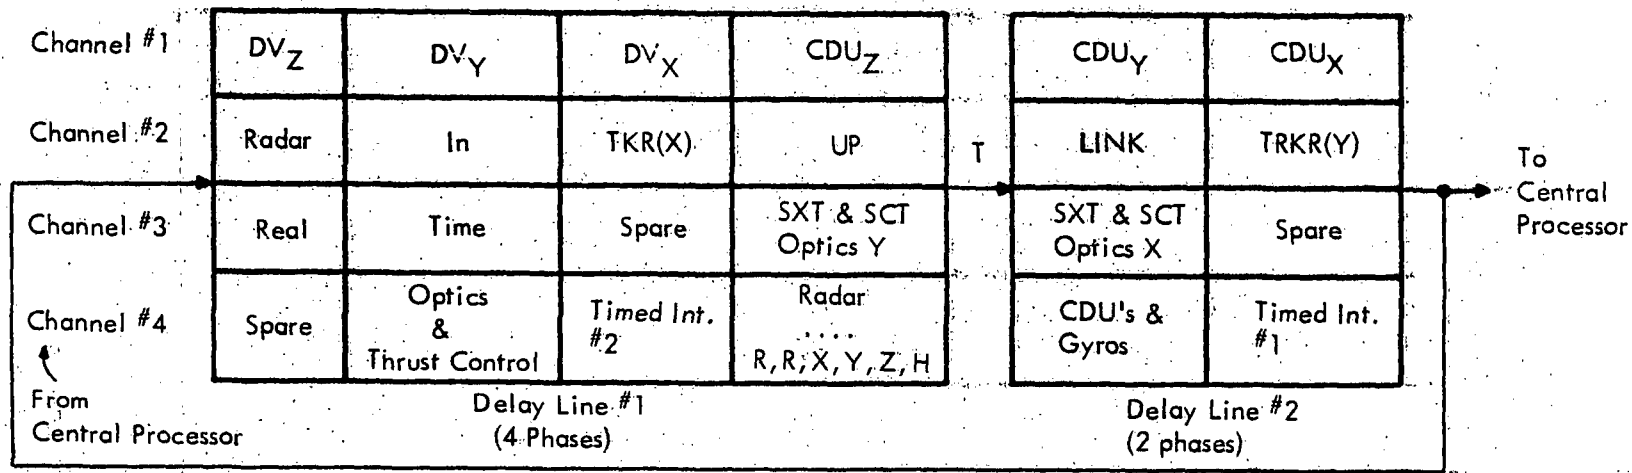 Channel #1 DVZ DVY DVX CDUZ CDUY CDUX
Channel #2 Radar In TKR(X) UP T LINK TRKR(Y)
To
Central
Processor
Channel #3 Real Time Spare SXT & SCT
Optics Y SXT & SCT
Optics X Spare
Channel #4 Spare Optics
&
Thrust Control Timed Int.
#2 Radar
....
R, R, X, Y, Z, H CDU's &
Gyros Timed Int.
#1
From
Central Processor
Delay Line #1
(4 Phases)
Delay Line #2
(2 phases)